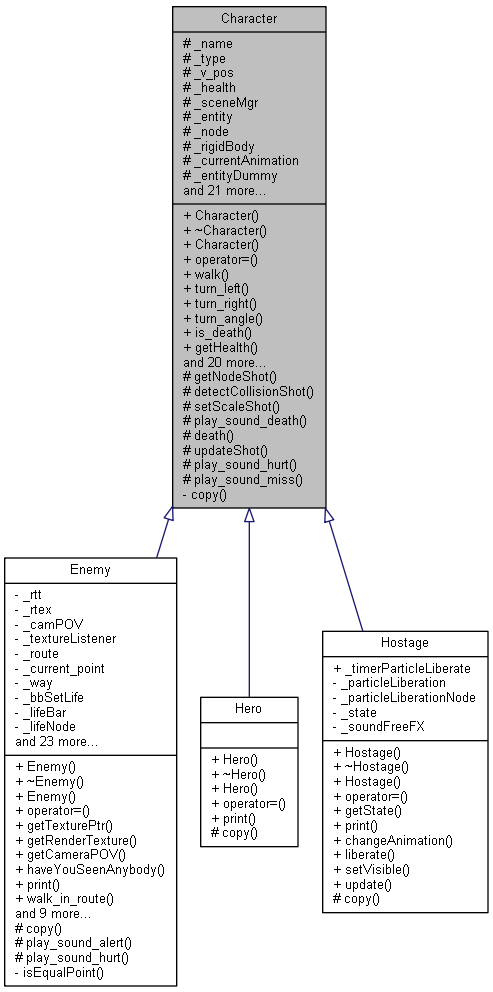 Character
# _name
# _type
# _v_pos
# _health
# _sceneMgr
# _entity
# _node
# _rigidBody
# _currentAnimation
# _entityDummy
and 21 more...
+ Character()
+ ~Character()
+ Character()
+ operator=()
+ walk()
+ turn_left()
+ turn_right()
+ turn_angle()
+ is_death()
+ getHealth()
and 20 more...
# getNodeShot()
# detectCollisionShot()
# setScaleShot()
# play_sound_death()
# death()
# updateShot()
# play_sound_hurt()
# play_sound_miss()
- copy()
Enemy
- _rtt
- _rtex
- _camPOV
- _textureListener
- _route
- _current_point
- _way
- _bbSetLife
- _lifeBar
- _lifeNode
and 23 more...
+ Enemy()
+ ~Enemy()
+ Enemy()
+ operator=()
+ getTexturePtr()
+ getRenderTexture()
+ getCameraPOV()
+ haveYouSeenAnybody()
+ print()
+ walk_in_route()
and 9 more...
# copy()
# play_sound_alert()
# play_sound_hurt()
- isEqualPoint()
Hero
+ Hero()
+ ~Hero()
+ Hero()
+ operator=()
+ print()
# copy()
Hostage
+ _timerParticleLiberate
- _particleLiberation
- _particleLiberationNode
- _state
- _soundFreeFX
+ Hostage()
+ ~Hostage()
+ Hostage()
+ operator=()
+ getState()
+ print()
+ changeAnimation()
+ liberate()
+ setVisible()
+ update()
# copy()